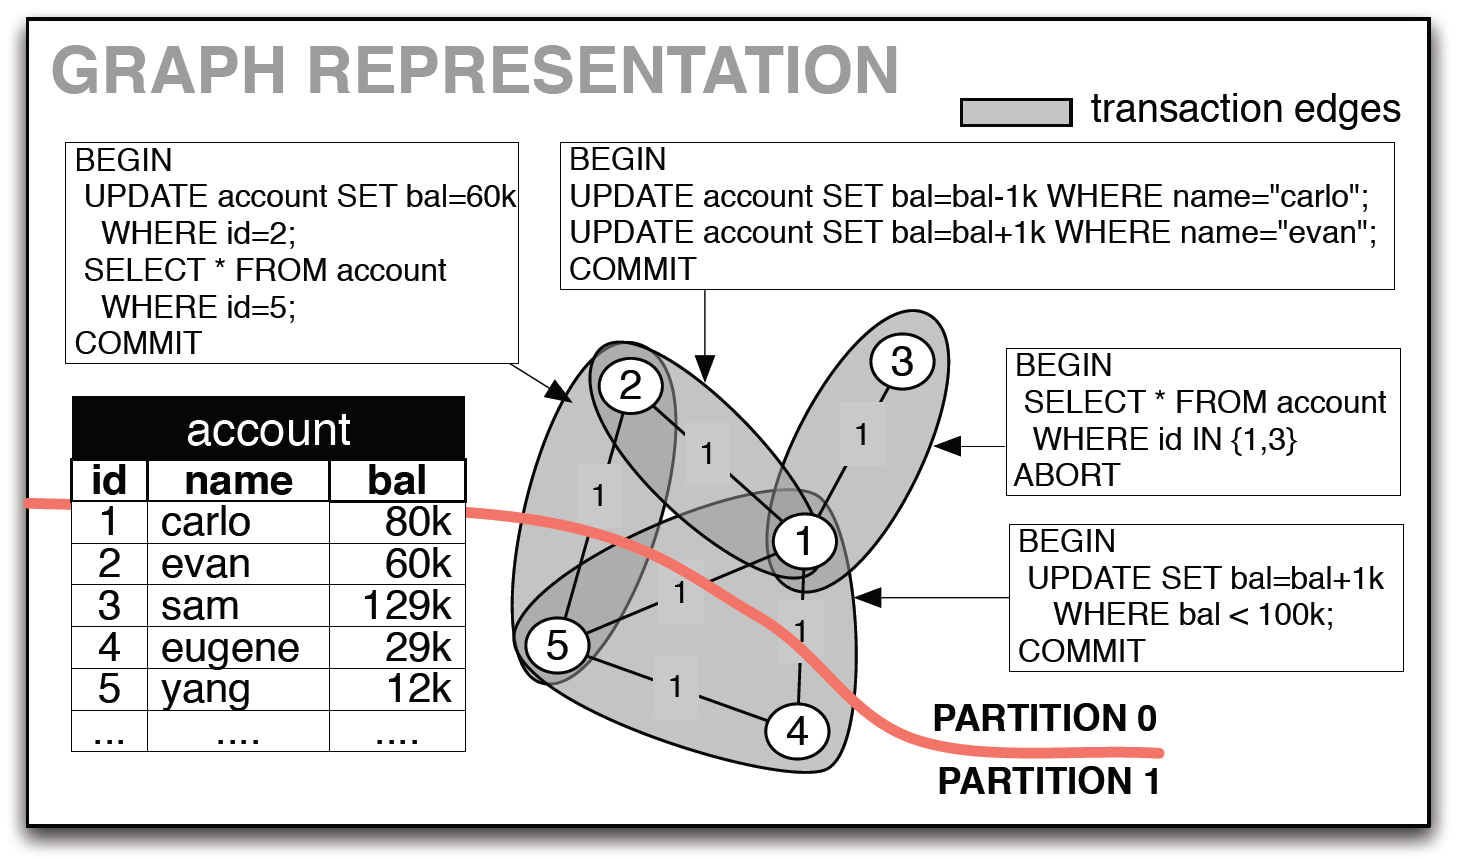 GRAPH REPRESENTATION
transaction edges
BEGIN
UPDATE account SET bal=60k
WHERE id=2;
SELECT * FROM account
WHERE id=5;
COMMIT
BEGIN
UPDATE account SET bal=bal-1k WHERE name="carlo";
UPDATE account SET bal=bal+1k WHERE name="evan";
COMMIT
BEGIN
SELECT * FROM account
WHERE id IN {1,3}
ABORT
BEGIN
UPDATE SET bal=bal+1k
WHERE bal < 100k;
COMMIT
account
id name bal
1 carlo 80k
2 evan 60k
3 sam 129k
4 eugene 29k
5 yang 12k
... .... ....
3
2
1
1
1
1
1
1
1
5
1
4
PARTITION 0
PARTITION 1